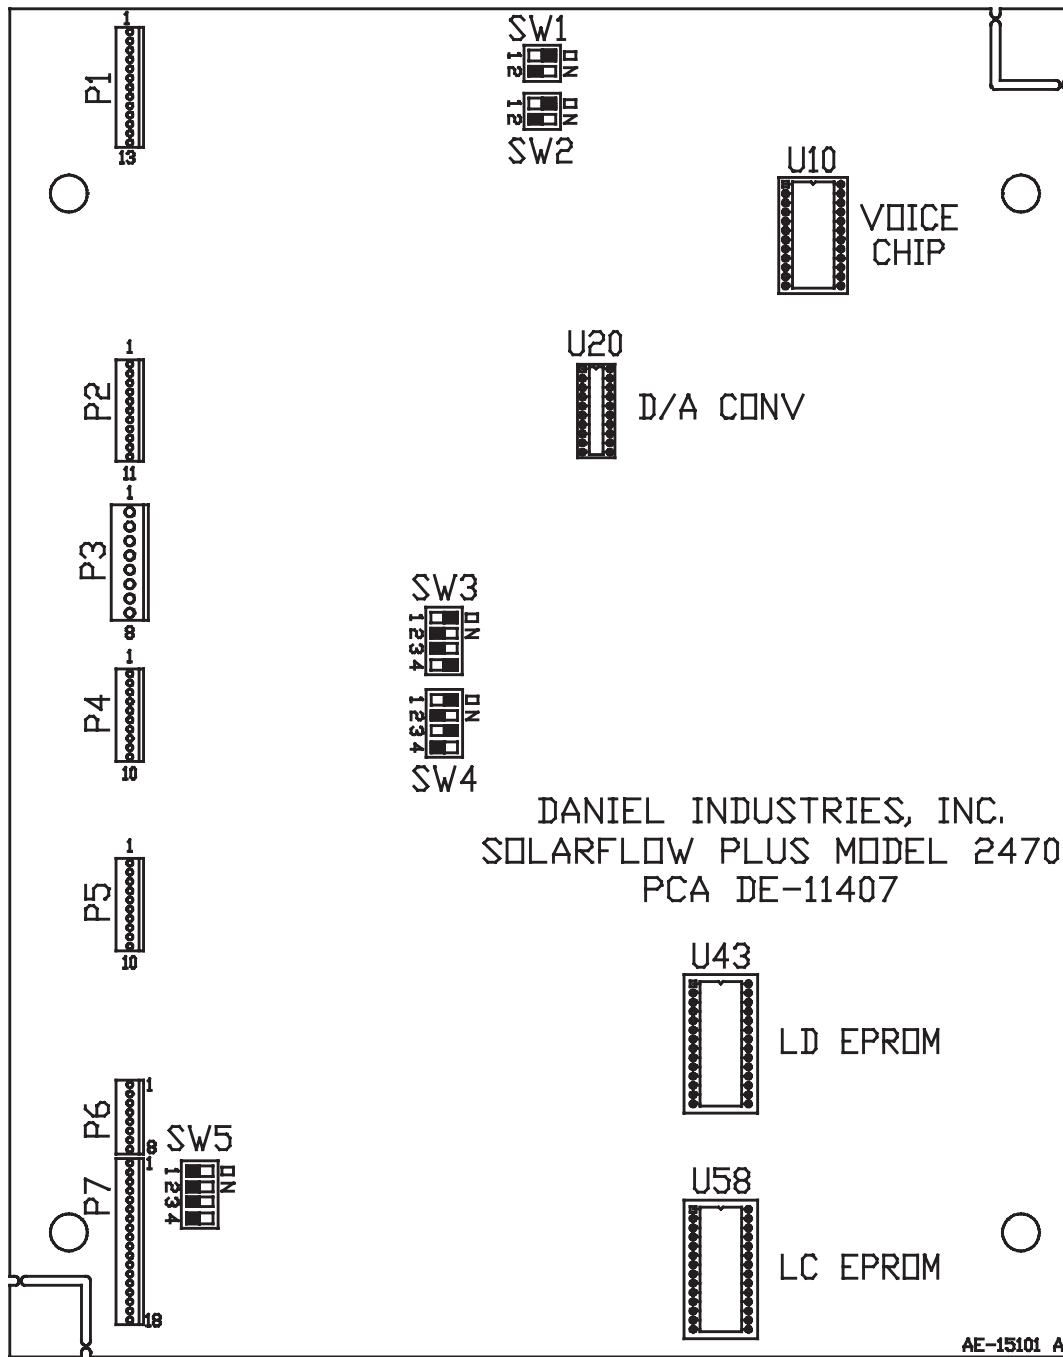 SW1
1 ON
2
1 ON
2
SW2
P1
1
13
U10
VOICE
CHIP
U20
D/A CONV
P2
1
11
P3
1
8
SW3
1 ON
2
3
4
P4
1
10
1 ON
2
3
4
SW4
DANIEL INDUSTRIES, INC.
SOLARFLOW PLUS MODEL 2470
PCA DE-11407
P5
1
10
U43
LD EPROM
P6
1
8
SW5
1 ON
2
3
4
P7
1
18
U58
LC EPROM
AE-15101 A